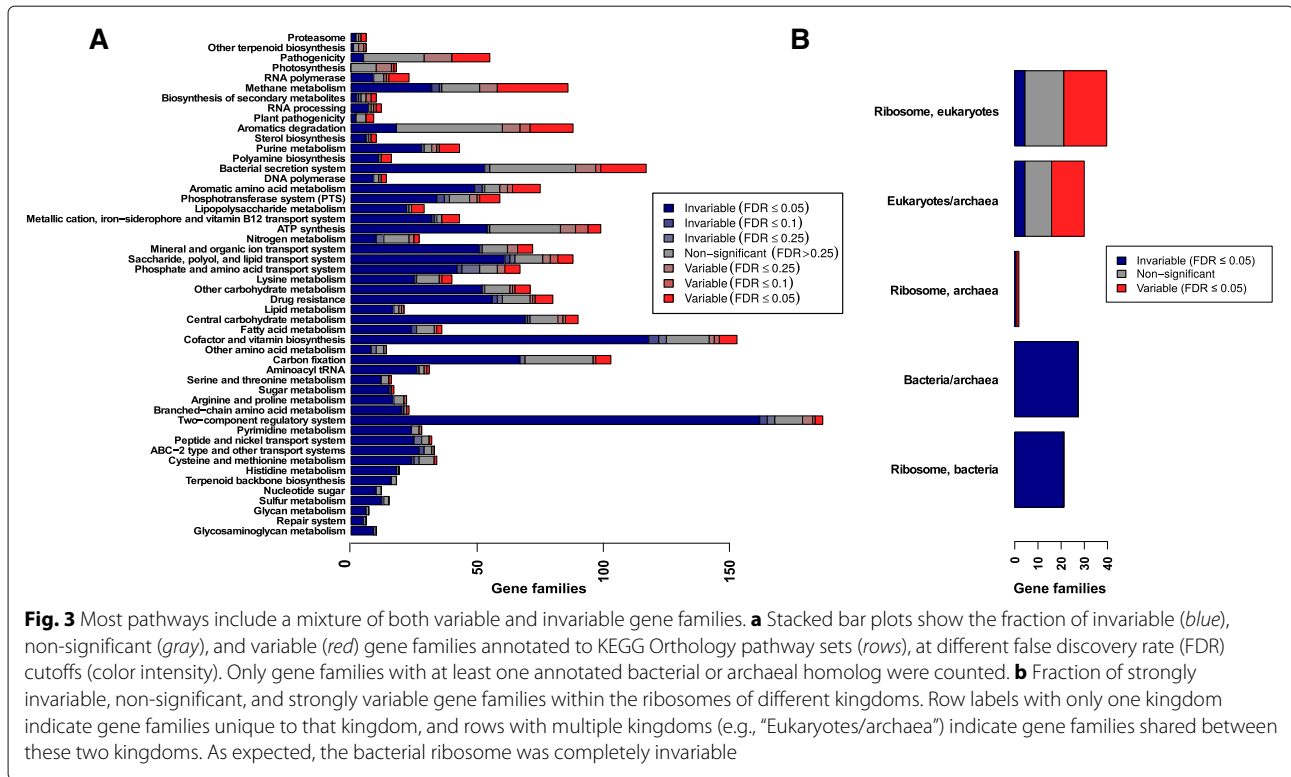 A
Proteasome
Other terpenoid biosynthesis
Pathogenicity
Photosynthesis
RNA polymerase
Methane metabolism
Biosynthesis of secondary metabolites
RNA processing
Plant pathogenicity
Aromatics degradation
Sterol biosynthesis
Purine metabolism
Polyamine biosynthesis
Bacterial secretion system
DNA polymerase
Aromatic amino acid metabolism
Phosphotransferase system (PTS)
Lipopolysaccharide metabolism
Metallic cation, iron−siderophore and vitamin B12 transport system
ATP synthesis
Nitrogen metabolism
Mineral and organic ion transport system
Saccharide, polyol, and lipid transport system
Phosphate and amino acid transport system
Lysine metabolism
Other carbohydrate metabolism
Drug resistance
Lipid metabolism
Central carbohydrate metabolism
Fatty acid metabolism
Cofactor and vitamin biosynthesis
Other amino acid metabolism
Carbon fixation
Aminoacyl tRNA
Serine and threonine metabolism
Sugar metabolism
Arginine and proline metabolism
Branched−chain amino acid metabolism
Two−component regulatory system
Pyrimidine metabolism
Peptide and nickel transport system
ABC−2 type and other transport systems
Cysteine and methionine metabolism
Histidine metabolism
Terpenoid backbone biosynthesis
Nucleotide sugar
Sulfur metabolism
Glycan metabolism
Repair system
Glycosaminoglycan metabolism
0 50 100 150
Gene families
Invariable (FDR ≤ 0.05)
Invariable (FDR ≤ 0.1)
Invariable (FDR ≤ 0.25)
Non−significant (FDR > 0.25)
Variable (FDR ≤ 0.25)
Variable (FDR ≤ 0.1)
Variable (FDR ≤ 0.05)
B
Ribosome, eukaryotes
Eukaryotes/archaea
Ribosome, archaea
Bacteria/archaea
Ribosome, bacteria
0 10 20 30 40
Gene families
Invariable (FDR ≤ 0.05)
Non−significant
Variable (FDR ≤ 0.05)
Fig. 3 Most pathways include a mixture of both variable and invariable gene families. a Stacked bar plots show the fraction of invariable (blue),
non-significant (gray), and variable (red) gene families annotated to KEGG Orthology pathway sets (rows), at different false discovery rate (FDR)
cutoffs (color intensity). Only gene families with at least one annotated bacterial or archaeal homolog were counted. b Fraction of strongly
invariable, non-significant, and strongly variable gene families within the ribosomes of different kingdoms. Row labels with only one kingdom
indicate gene families unique to that kingdom, and rows with multiple kingdoms (e.g., “Eukaryotes/archaea”) indicate gene families shared between
these two kingdoms. As expected, the bacterial ribosome was completely invariable